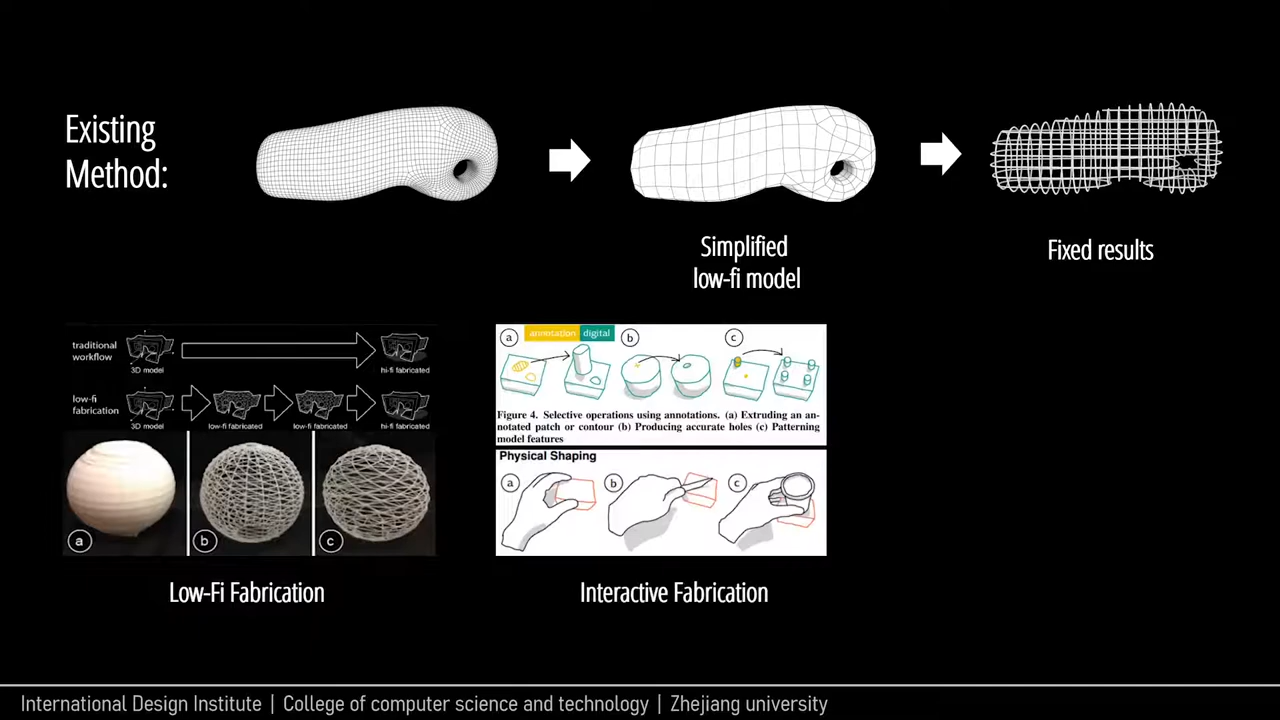 Existing
Method:
Simplified
low-fi model
Fixed results
traditional
workflow
3D model
hi-fi fabricated
low-fi
fabrication
3D model
low-fi fabricated
low-fi fabricated
hi-fi fabricated
a
b
c
Low-Fi Fabrication
annotation digital
a
b
c
Figure 4. Selective operations using annotations. (a) Extruding an an-
notated patch or contour (b) Producing accurate holes (c) Patterning
model features
Physical Shaping
a
b
c
Interactive Fabrication
International Design Institute | College of computer science and technology | Zhejiang university